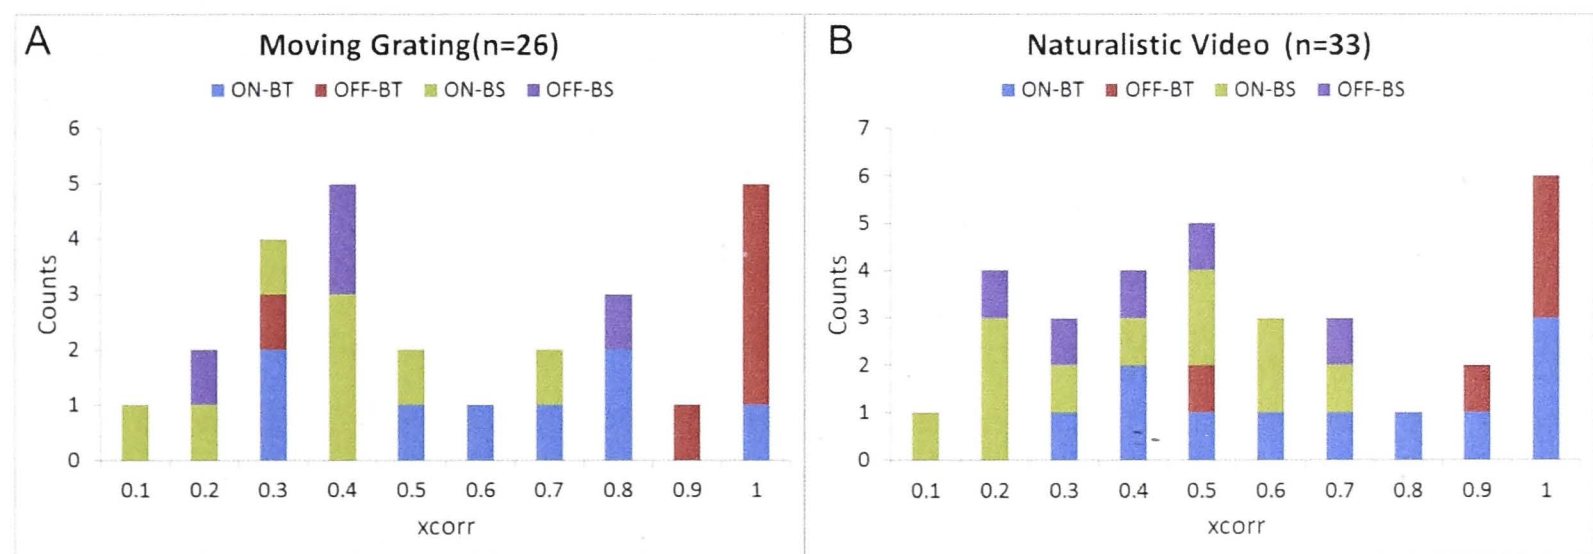 A
Moving Grating(n=26)
ON-BT OFF-BT ON-BS OFF-BS
6
5
4
3
2
1
0
Counts
0.1 0.2 0.3 0.4 0.5 0.6 0.7 0.8 0.9 1
xcorr
B
Naturalistic Video (n=33)
ON-BT OFF-BT ON-BS OFF-BS
7
6
5
4
3
2
1
0
Counts
0.1 0.2 0.3 0.4 0.5 0.6 0.7 0.8 0.9 1
xcorr